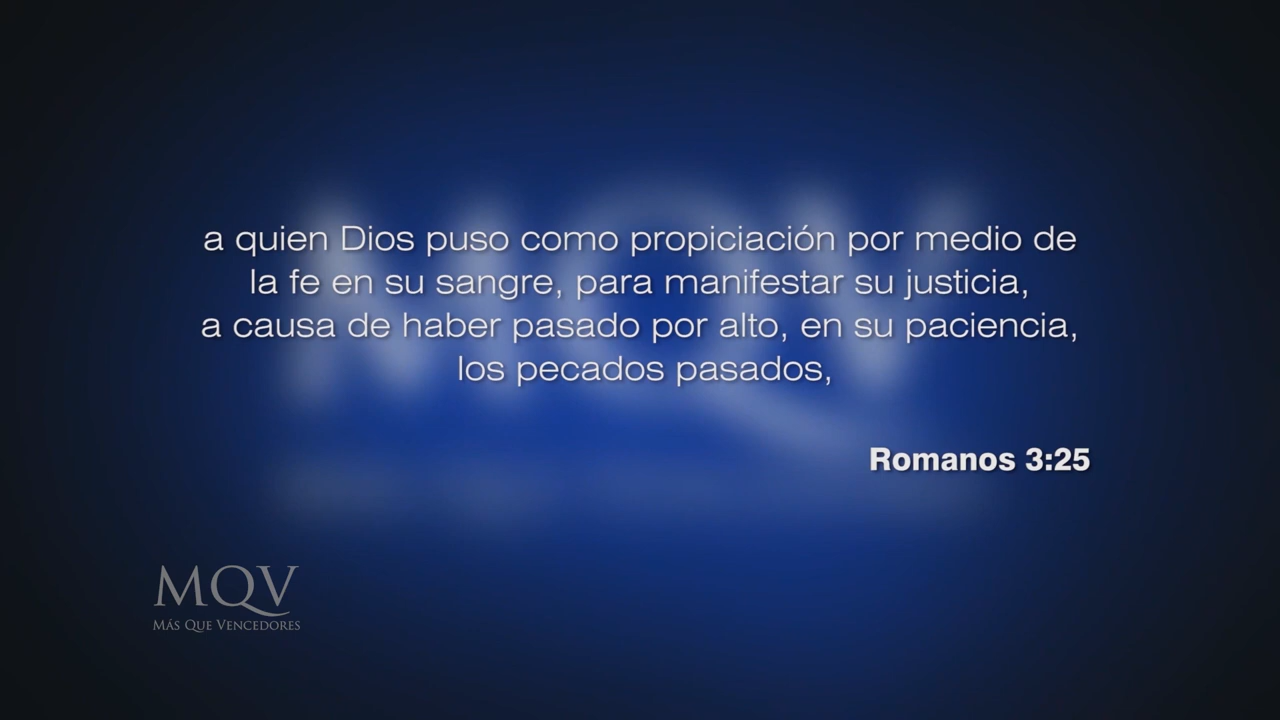 a quien Dios puso como propiciación por medio de
la fe en su sangre, para manifestar su justicia,
a causa de haber pasado por alto, en su paciencia,
los pecados pasados,
Romanos 3:25
MQV
MÁS QUE VENCEDORES